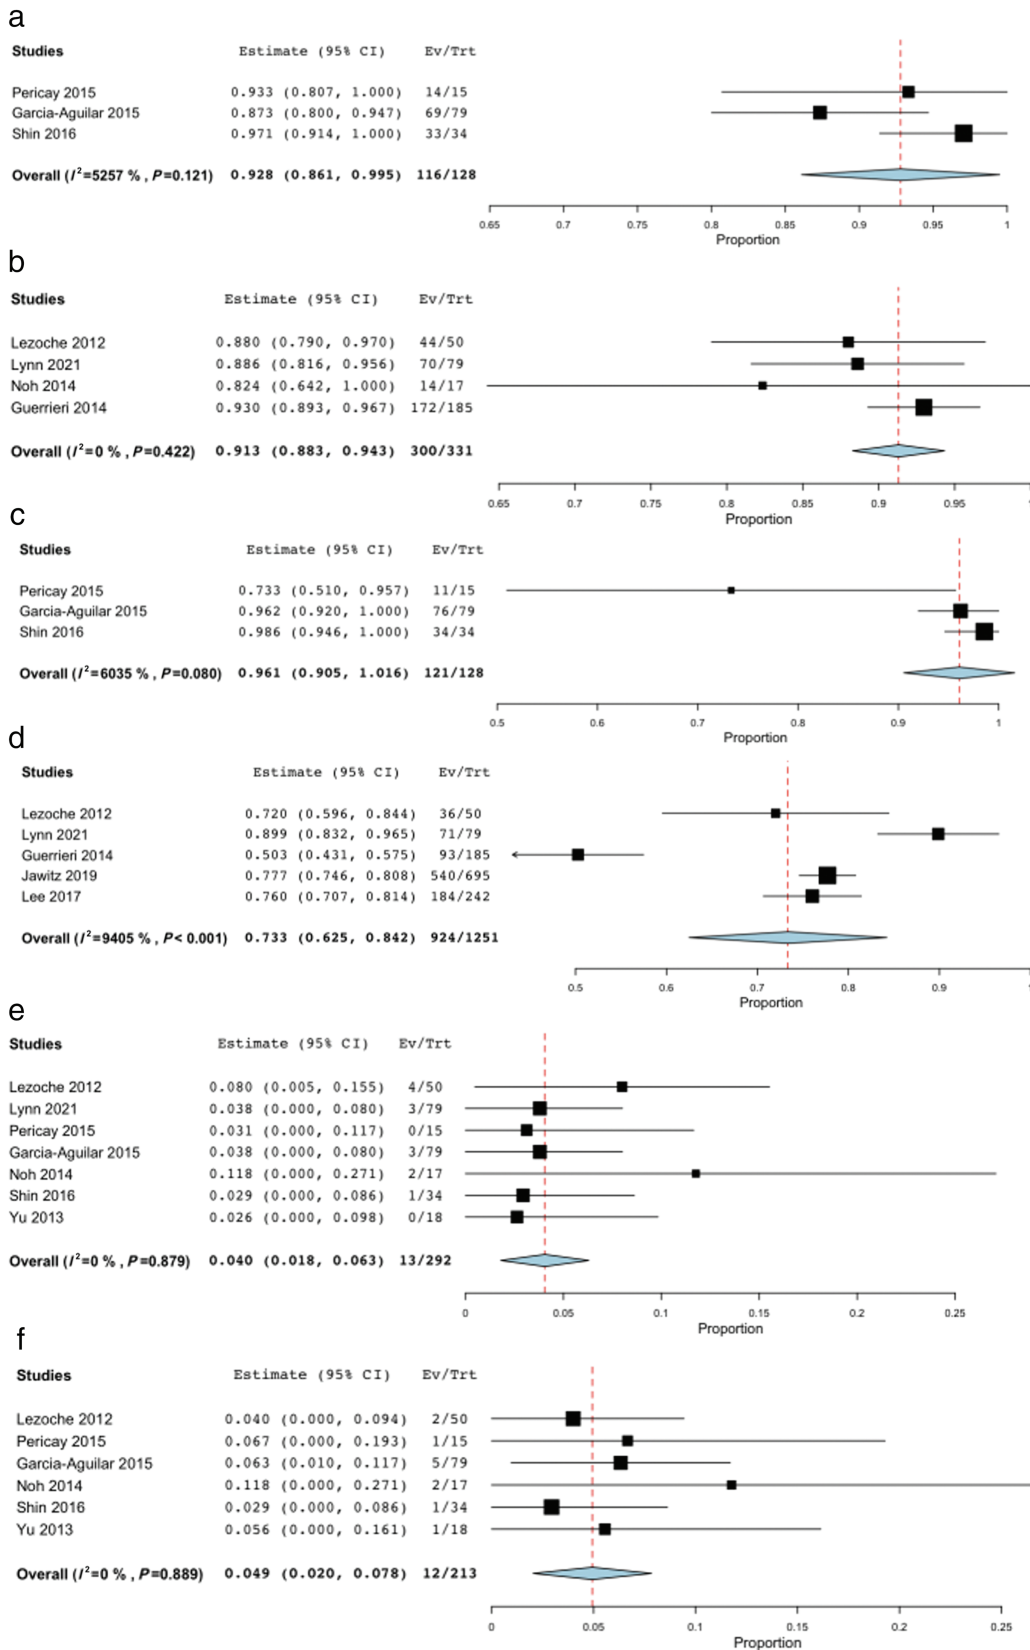 a
Studies Estimate (95% CI) Ev/Trt
Pericay 2015 0.933 (0.807, 1.000) 14/15
Garcia-Aguilar 2015 0.873 (0.800, 0.947) 69/79
Shin 2016 0.971 (0.914, 1.000) 33/34
Overall (I²=5257 % , P=0.121) 0.928 (0.861, 0.995) 116/128
0.65 0.7 0.75 0.8 0.85 0.9 0.95 1
Proportion
b
Studies Estimate (95% CI) Ev/Trt
Lezoche 2012 0.880 (0.790, 0.970) 44/50
Lynn 2021 0.886 (0.816, 0.956) 70/79
Noh 2014 0.824 (0.642, 1.000) 14/17
Guerrieri 2014 0.930 (0.893, 0.967) 172/185
Overall (I²=0 % , P=0.422) 0.913 (0.883, 0.943) 300/331
0.65 0.7 0.75 0.8 0.85 0.9 0.95
Proportion
c
Studies Estimate (95% CI) Ev/Trt
Pericay 2015 0.733 (0.510, 0.957) 11/15
Garcia-Aguilar 2015 0.962 (0.920, 1.000) 76/79
Shin 2016 0.986 (0.946, 1.000) 34/34
Overall (I²=6035 % , P=0.080) 0.961 (0.905, 1.016) 121/128
0.5 0.6 0.7 0.8 0.9 1
Proportion
d
Studies Estimate (95% CI) Ev/Trt
Lezoche 2012 0.720 (0.596, 0.844) 36/50
Lynn 2021 0.899 (0.832, 0.965) 71/79
Guerrieri 2014 0.503 (0.431, 0.575) 93/185
Jawitz 2019 0.777 (0.746, 0.808) 540/695
Lee 2017 0.760 (0.707, 0.814) 184/242
Overall (I²=9405 % , P< 0.001) 0.733 (0.625, 0.842) 924/1251
0.5 0.6 0.7 0.8 0.9
Proportion
e
Studies Estimate (95% CI) Ev/Trt
Lezoche 2012 0.080 (0.005, 0.155) 4/50
Lynn 2021 0.038 (0.000, 0.080) 3/79
Pericay 2015 0.031 (0.000, 0.117) 0/15
Garcia-Aguilar 2015 0.038 (0.000, 0.080) 3/79
Noh 2014 0.118 (0.000, 0.271) 2/17
Shin 2016 0.029 (0.000, 0.086) 1/34
Yu 2013 0.026 (0.000, 0.098) 0/18
Overall (I²=0 % , P=0.879) 0.040 (0.018, 0.063) 13/292
0 0.05 0.1 0.15 0.2 0.25
Proportion
f
Studies Estimate (95% CI) Ev/Trt
Lezoche 2012 0.040 (0.000, 0.094) 2/50
Pericay 2015 0.067 (0.000, 0.193) 1/15
Garcia-Aguilar 2015 0.063 (0.010, 0.117) 5/79
Noh 2014 0.118 (0.000, 0.271) 2/17
Shin 2016 0.029 (0.000, 0.086) 1/34
Yu 2013 0.056 (0.000, 0.161) 1/18
Overall (I²=0 % , P=0.889) 0.049 (0.020, 0.078) 12/213
0 0.05 0.1 0.15 0.2 0.25
Proportion